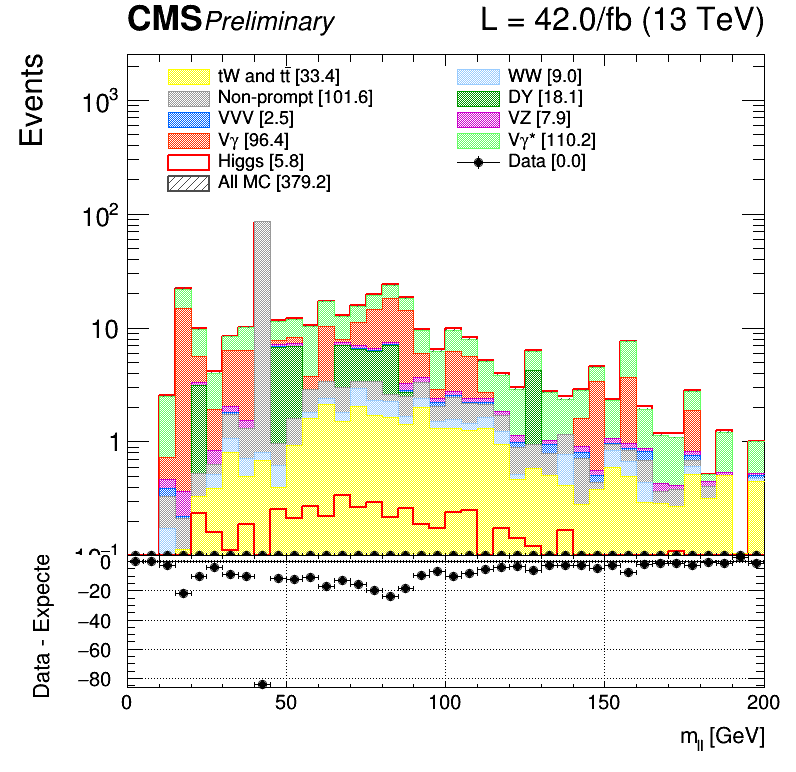 CMS Preliminary L = 42.0/fb (13 TeV)
Events
tW and tt̄ [33.4]
Non-prompt [101.6]
VVV [2.5]
Vγ [96.4]
Higgs [5.8]
All MC [379.2]
WW [9.0]
DY [18.1]
VZ [7.9]
Vγ* [110.2]
Data [0.0]
10³
10²
10
1
10⁻¹
Data - Expecte
0
−20
−40
−60
−80
0 50 100 150 200
m_ll [GeV]